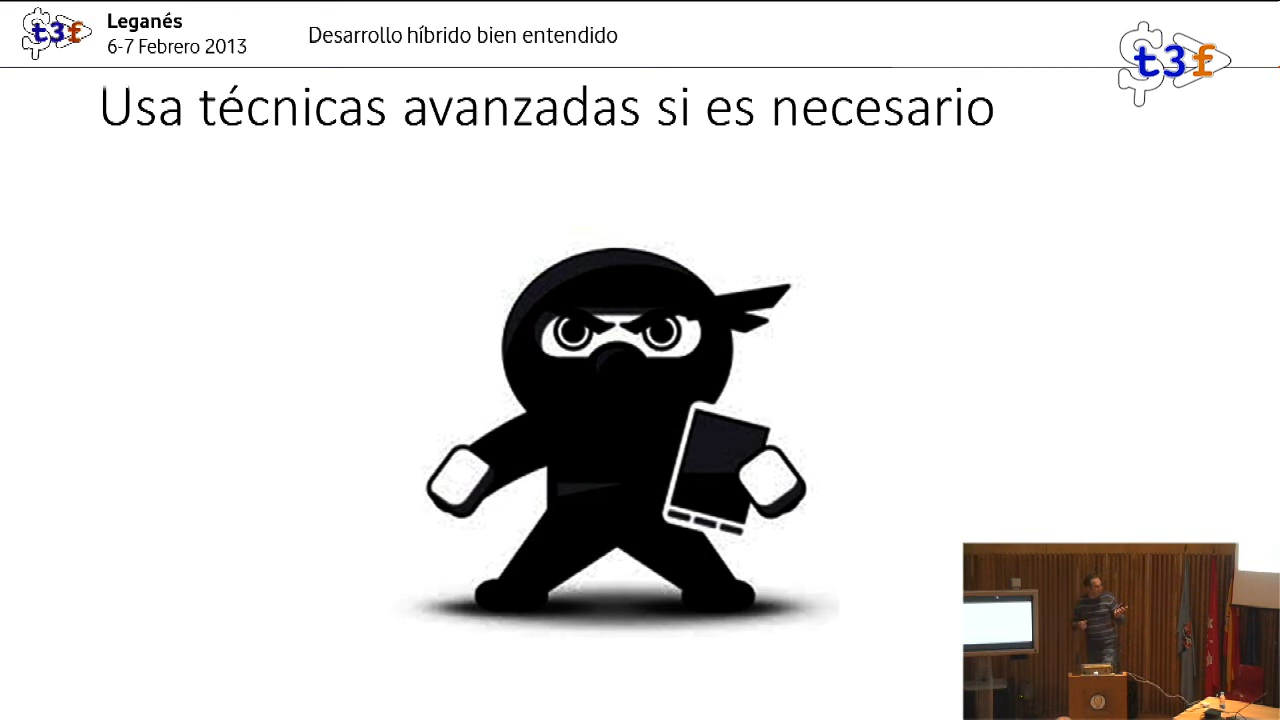 t3f
Leganés
6-7 Febrero 2013
Desarrollo híbrido bien entendido
t3f
Usa técnicas avanzadas si es necesario